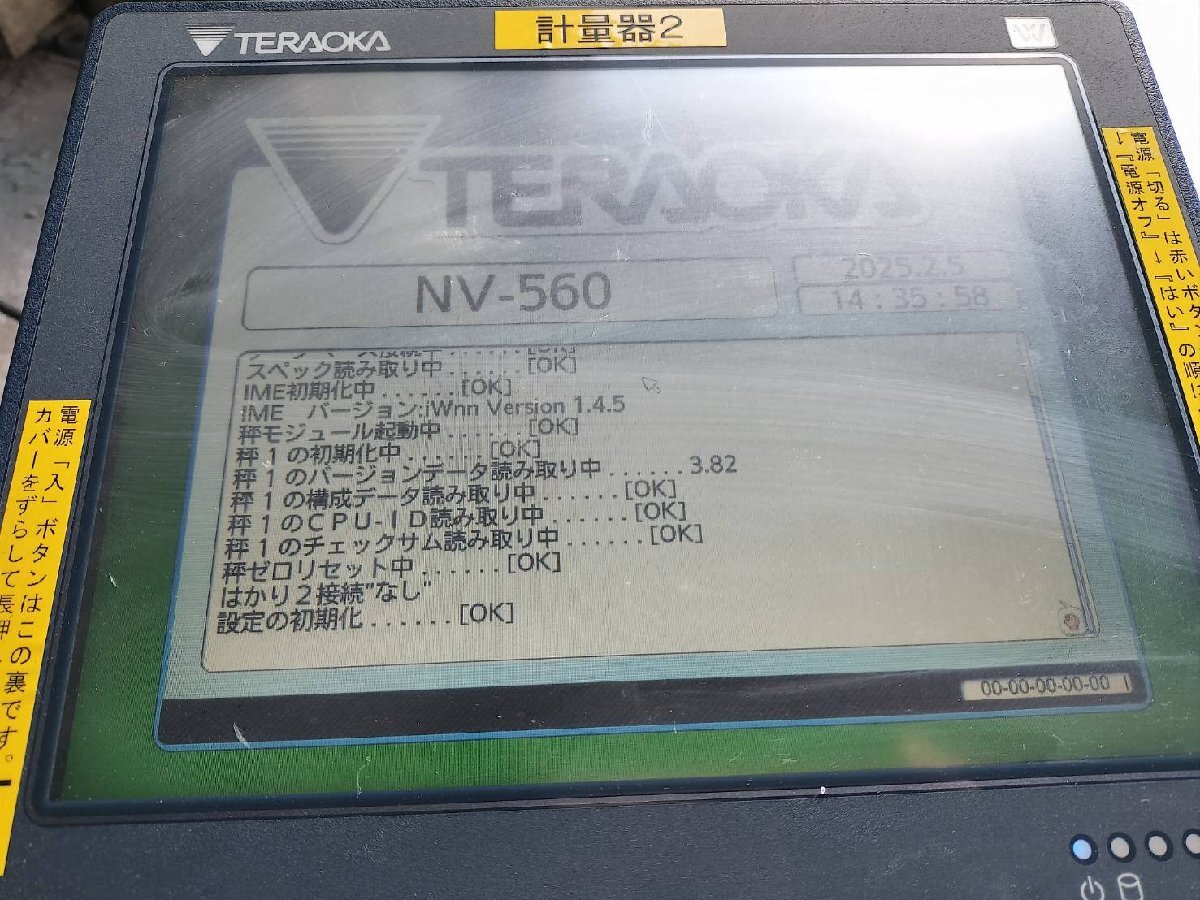 TERAOKA
計量器2
TERAOKA
NV-560
2025.2.5
14:35:58
スペック読み取り中......[OK]
IME初期化中......[OK]
IME バージョン:iWnn Version 1.4.5
秤モジュール起動中......[OK]
秤１の初期化中......[OK]
秤１のバージョンデータ読み取り中......3.82
秤１の構成データ読み取り中......[OK]
秤１のＣＰＵ-ＩＤ読み取り中......[OK]
秤１のチェックサム読み取り中......[OK]
秤ゼロリセット中......[OK]
はかり２接続"なし"
設定の初期化......[OK]
00-00-00-00-00
電源「切る」は赤いボタ
→『電源オフ』→『はい』の順
電源「入」ボタンはこの裏です。
カバーをずらして長押